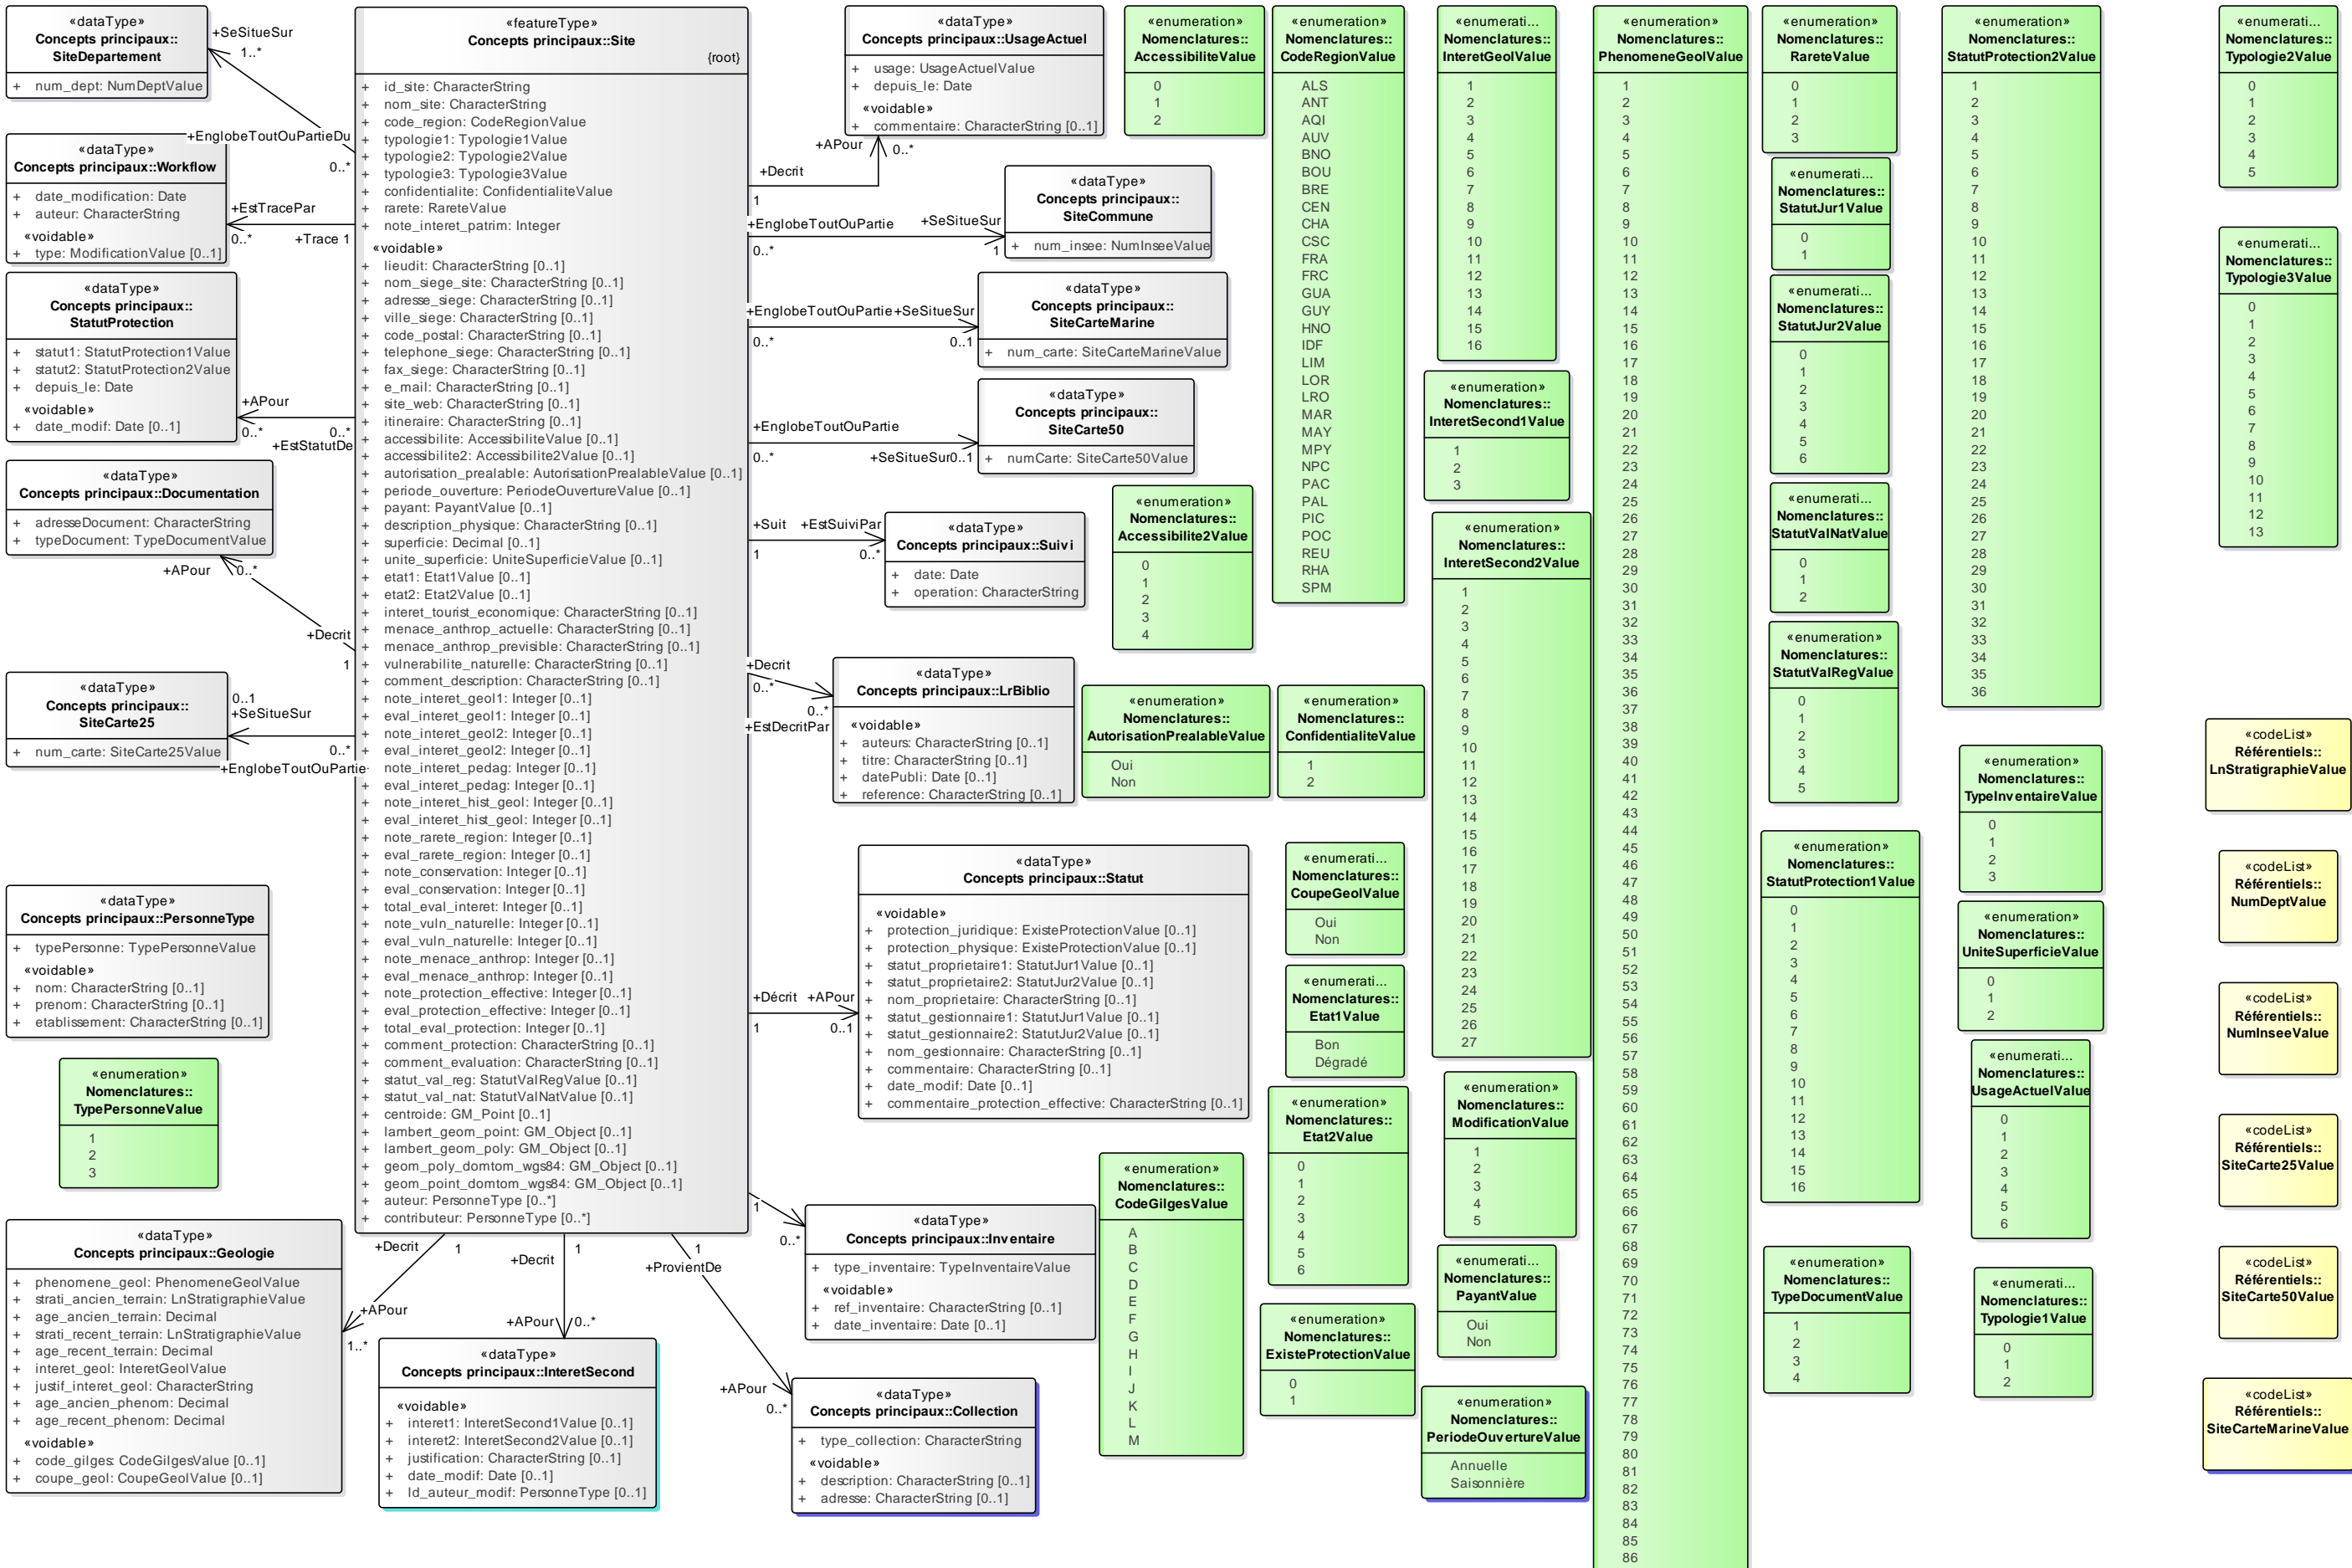 «dataType»
Concepts principaux::
SiteDepartement
+ num_dept: NumDeptValue
+SeSitueSur
1..*
+EnglobeToutOuPartieDu
0..*
«dataType»
Concepts principaux::Workflow
+ date_modification: Date
+ auteur: CharacterString
«voidable»
+ type: ModificationValue [0..1]
+EstTracePar
0..*
+Trace 1
«dataType»
Concepts principaux::
StatutProtection
+ statut1: StatutProtection1Value
+ statut2: StatutProtection2Value
+ depuis_le: Date
«voidable»
+ date_modif: Date [0..1]
+APour
0..*
0..*
+EstStatutDe
«dataType»
Concepts principaux::Documentation
+ adresseDocument: CharacterString
+ typeDocument: TypeDocumentValue
+APour
0..*
+Decrit
1
«dataType»
Concepts principaux::
SiteCarte25
+ num_carte: SiteCarte25Value
0..1
+SeSitueSur
0..*
+EnglobeToutOuPartie
«dataType»
Concepts principaux::PersonneType
+ typePersonne: TypePersonneValue
«voidable»
+ nom: CharacterString [0..1]
+ prenom: CharacterString [0..1]
+ etablissement: CharacterString [0..1]
«enumeration»
Nomenclatures::
TypePersonneValue
1
2
3
«dataType»
Concepts principaux::Geologie
+ phenomene_geol: PhenomeneGeolValue
+ strati_ancien_terrain: LnStratigraphieValue
+ age_ancien_terrain: Decimal
+ strati_recent_terrain: LnStratigraphieValue
+ age_recent_terrain: Decimal
+ interet_geol: InteretGeolValue
+ justif_interet_geol: CharacterString
+ age_ancien_phenom: Decimal
+ age_recent_phenom: Decimal
«voidable»
+ code_gilges: CodeGilgesValue [0..1]
+ coupe_geol: CoupeGeolValue [0..1]
«featureType»
Concepts principaux::Site
{root}
+ id_site: CharacterString
+ nom_site: CharacterString
+ code_region: CodeRegionValue
+ typologie1: Typologie1Value
+ typologie2: Typologie2Value
+ typologie3: Typologie3Value
+ confidentialite: ConfidentialiteValue
+ rarete: RareteValue
+ note_interet_patrim: Integer
«voidable»
+ lieudit: CharacterString [0..1]
+ nom_siege_site: CharacterString [0..1]
+ adresse_siege: CharacterString [0..1]
+ ville_siege: CharacterString [0..1]
+ code_postal: CharacterString [0..1]
+ telephone_siege: CharacterString [0..1]
+ fax_siege: CharacterString [0..1]
+ e_mail: CharacterString [0..1]
+ site_web: CharacterString [0..1]
+ itineraire: CharacterString [0..1]
+ accessibilite: AccessibiliteValue [0..1]
+ accessibilite2: Accessibilite2Value [0..1]
+ autorisation_prealable: AutorisationPrealableValue [0..1]
+ periode_ouverture: PeriodeOuvertureValue [0..1]
+ payant: PayantValue [0..1]
+ description_physique: CharacterString [0..1]
+ superficie: Decimal [0..1]
+ unite_superficie: UniteSuperficieValue [0..1]
+ etat1: Etat1Value [0..1]
+ etat2: Etat2Value [0..1]
+ interet_tourist_economique: CharacterString [0..1]
+ menace_anthrop_actuelle: CharacterString [0..1]
+ menace_anthrop_previsible: CharacterString [0..1]
+ vulnerabilite_naturelle: CharacterString [0..1]
+ comment_description: CharacterString [0..1]
+ note_interet_geol1: Integer [0..1]
+ eval_interet_geol1: Integer [0..1]
+ note_interet_geol2: Integer [0..1]
+ eval_interet_geol2: Integer [0..1]
+ note_interet_pedag: Integer [0..1]
+ eval_interet_pedag: Integer [0..1]
+ note_interet_hist_geol: Integer [0..1]
+ eval_interet_hist_geol: Integer [0..1]
+ note_rarete_region: Integer [0..1]
+ eval_rarete_region: Integer [0..1]
+ note_conservation: Integer [0..1]
+ eval_conservation: Integer [0..1]
+ total_eval_interet: Integer [0..1]
+ note_vuln_naturelle: Integer [0..1]
+ eval_vuln_naturelle: Integer [0..1]
+ note_menace_anthrop: Integer [0..1]
+ eval_menace_anthrop: Integer [0..1]
+ note_protection_effective: Integer [0..1]
+ eval_protection_effective: Integer [0..1]
+ total_eval_protection: Integer [0..1]
+ comment_protection: CharacterString [0..1]
+ comment_evaluation: CharacterString [0..1]
+ statut_val_reg: StatutValRegValue [0..1]
+ statut_val_nat: StatutValNatValue [0..1]
+ centroide: GM_Point [0..1]
+ lambert_geom_point: GM_Object [0..1]
+ lambert_geom_poly: GM_Object [0..1]
+ geom_poly_domtom_wgs84: GM_Object [0..1]
+ geom_point_domtom_wgs84: GM_Object [0..1]
+ auteur: PersonneType [0..*]
+ contributeur: PersonneType [0..*]
+Decrit
1
+APour
1..*
+Decrit
1
+APour
0..*
«dataType»
Concepts principaux::InteretSecond
«voidable»
+ interet1: InteretSecond1Value [0..1]
+ interet2: InteretSecond2Value [0..1]
+ justification: CharacterString [0..1]
+ date_modif: Date [0..1]
+ Id_auteur_modif: PersonneType [0..1]
1
+ProvientDe
+APour
0..*
«dataType»
Concepts principaux::UsageActuel
+ usage: UsageActuelValue
+ depuis_le: Date
«voidable»
+ commentaire: CharacterString [0..1]
+APour
0..*
+Decrit
1
«dataType»
Concepts principaux::
SiteCommune
+ num_insee: NumInseeValue
+EnglobeToutOuPartie
+SeSitueSur
0..*
1
«dataType»
Concepts principaux::
SiteCarteMarine
+ num_carte: SiteCarteMarineValue
+EnglobeToutOuPartie
+SeSitueSur
0..*
0..1
«dataType»
Concepts principaux::
SiteCarte50
+ numCarte: SiteCarte50Value
+EnglobeToutOuPartie
0..*
+SeSitueSur
0..1
«dataType»
Concepts principaux::Suivi
+ date: Date
+ operation: CharacterString
+Suit
+EstSuiviPar
1
0..*
«dataType»
Concepts principaux::LrBiblio
«voidable»
+ auteurs: CharacterString [0..1]
+ titre: CharacterString [0..1]
+ datePubli: Date [0..1]
+ reference: CharacterString [0..1]
+Decrit
0..*
0..*
+EstDecritPar
«dataType»
Concepts principaux::Statut
«voidable»
+ protection_juridique: ExisteProtectionValue [0..1]
+ protection_physique: ExisteProtectionValue [0..1]
+ statut_proprietaire1: StatutJur1Value [0..1]
+ statut_proprietaire2: StatutJur2Value [0..1]
+ nom_proprietaire: CharacterString [0..1]
+ statut_gestionnaire1: StatutJur1Value [0..1]
+ statut_gestionnaire2: StatutJur2Value [0..1]
+ nom_gestionnaire: CharacterString [0..1]
+ commentaire: CharacterString [0..1]
+ date_modif: Date [0..1]
+ commentaire_protection_effective: CharacterString [0..1]
+Décrit
+APour
1
0..1
«dataType»
Concepts principaux::Inventaire
+ type_inventaire: TypeInventaireValue
«voidable»
+ ref_inventaire: CharacterString [0..1]
+ date_inventaire: Date [0..1]
1
0..*
«dataType»
Concepts principaux::Collection
+ type_collection: CharacterString
«voidable»
+ description: CharacterString [0..1]
+ adresse: CharacterString [0..1]
«enumeration»
Nomenclatures::
AccessibiliteValue
0
1
2
«enumeration»
Nomenclatures::
Accessibilite2Value
0
1
2
3
4
«enumeration»
Nomenclatures::
AutorisationPrealableValue
Oui
Non
«enumeration»
Nomenclatures::
CodeGilgesValue
A
B
C
D
E
F
G
H
I
J
K
L
M
«enumeration»
Nomenclatures::
CodeRegionValue
ALS
ANT
AQI
AUV
BNO
BOU
BRE
CEN
CHA
CSC
FRA
FRC
GUA
GUY
HNO
IDF
LIM
LOR
LRO
MAR
MAY
MPY
NPC
PAC
PAL
PIC
POC
REU
RHA
SPM
«enumeration»
Nomenclatures::
ConfidentialiteValue
1
2
«enumerati...
Nomenclatures::
CoupeGeolValue
Oui
Non
«enumerati...
Nomenclatures::
Etat1Value
Bon
Dégradé
«enumeration»
Nomenclatures::
Etat2Value
0
1
2
3
4
5
6
«enumeration»
Nomenclatures::
ExisteProtectionValue
0
1
«enumerati...
Nomenclatures::
InteretGeolValue
1
2
3
4
5
6
7
8
9
10
11
12
13
14
15
16
«enumeration»
Nomenclatures::
InteretSecond1Value
1
2
3
«enumeration»
Nomenclatures::
InteretSecond2Value
1
2
3
4
5
6
7
8
9
10
11
12
13
14
15
16
17
18
19
20
21
22
23
24
25
26
27
«enumeration»
Nomenclatures::
ModificationValue
1
2
3
4
5
«enumerati...
Nomenclatures::
PayantValue
Oui
Non
«enumeration»
Nomenclatures::
PeriodeOuvertureValue
Annuelle
Saisonnière
«enumeration»
Nomenclatures::
PhenomeneGeolValue
1
2
3
4
5
6
7
8
9
10
11
12
13
14
15
16
17
18
19
20
21
22
23
24
25
26
27
28
29
30
31
32
33
34
35
36
37
38
39
40
41
42
43
44
45
46
47
48
49
50
51
52
53
54
55
56
57
58
59
60
61
62
63
64
65
66
67
68
69
70
71
72
73
74
75
76
77
78
79
80
81
82
83
84
85
86
«enumeration»
Nomenclatures::
RareteValue
0
1
2
3
«enumerati...
Nomenclatures::
StatutJur1Value
0
1
«enumerati...
Nomenclatures::
StatutJur2Value
0
1
2
3
4
5
6
«enumerati...
Nomenclatures::
StatutValNatValue
0
1
2
«enumeration»
Nomenclatures::
StatutValRegValue
0
1
2
3
4
5
«enumeration»
Nomenclatures::
StatutProtection1Value
0
1
2
3
4
5
6
7
8
9
10
11
12
13
14
15
16
«enumeration»
Nomenclatures::
TypeDocumentValue
1
2
3
4
«enumeration»
Nomenclatures::
StatutProtection2Value
1
2
3
4
5
6
7
8
9
10
11
12
13
14
15
16
17
18
19
20
21
22
23
24
25
26
27
28
29
30
31
32
33
34
35
36
«enumeration»
Nomenclatures::
TypeInventaireValue
0
1
2
3
«enumeration»
Nomenclatures::
UniteSuperficieValue
0
1
2
«enumerati...
Nomenclatures::
UsageActuelValue
0
1
2
3
4
5
6
«enumerati...
Nomenclatures::
Typologie1Value
0
1
2
«enumerati...
Nomenclatures::
Typologie2Value
0
1
2
3
4
5
«enumerati...
Nomenclatures::
Typologie3Value
0
1
2
3
4
5
6
7
8
9
10
11
12
13
«codeList»
Référentiels::
LnStratigraphieValue
«codeList»
Référentiels::
NumDeptValue
«codeList»
Référentiels::
NumInseeValue
«codeList»
Référentiels::
SiteCarte25Value
«codeList»
Référentiels::
SiteCarte50Value
«codeList»
Référentiels::
SiteCarteMarineValue